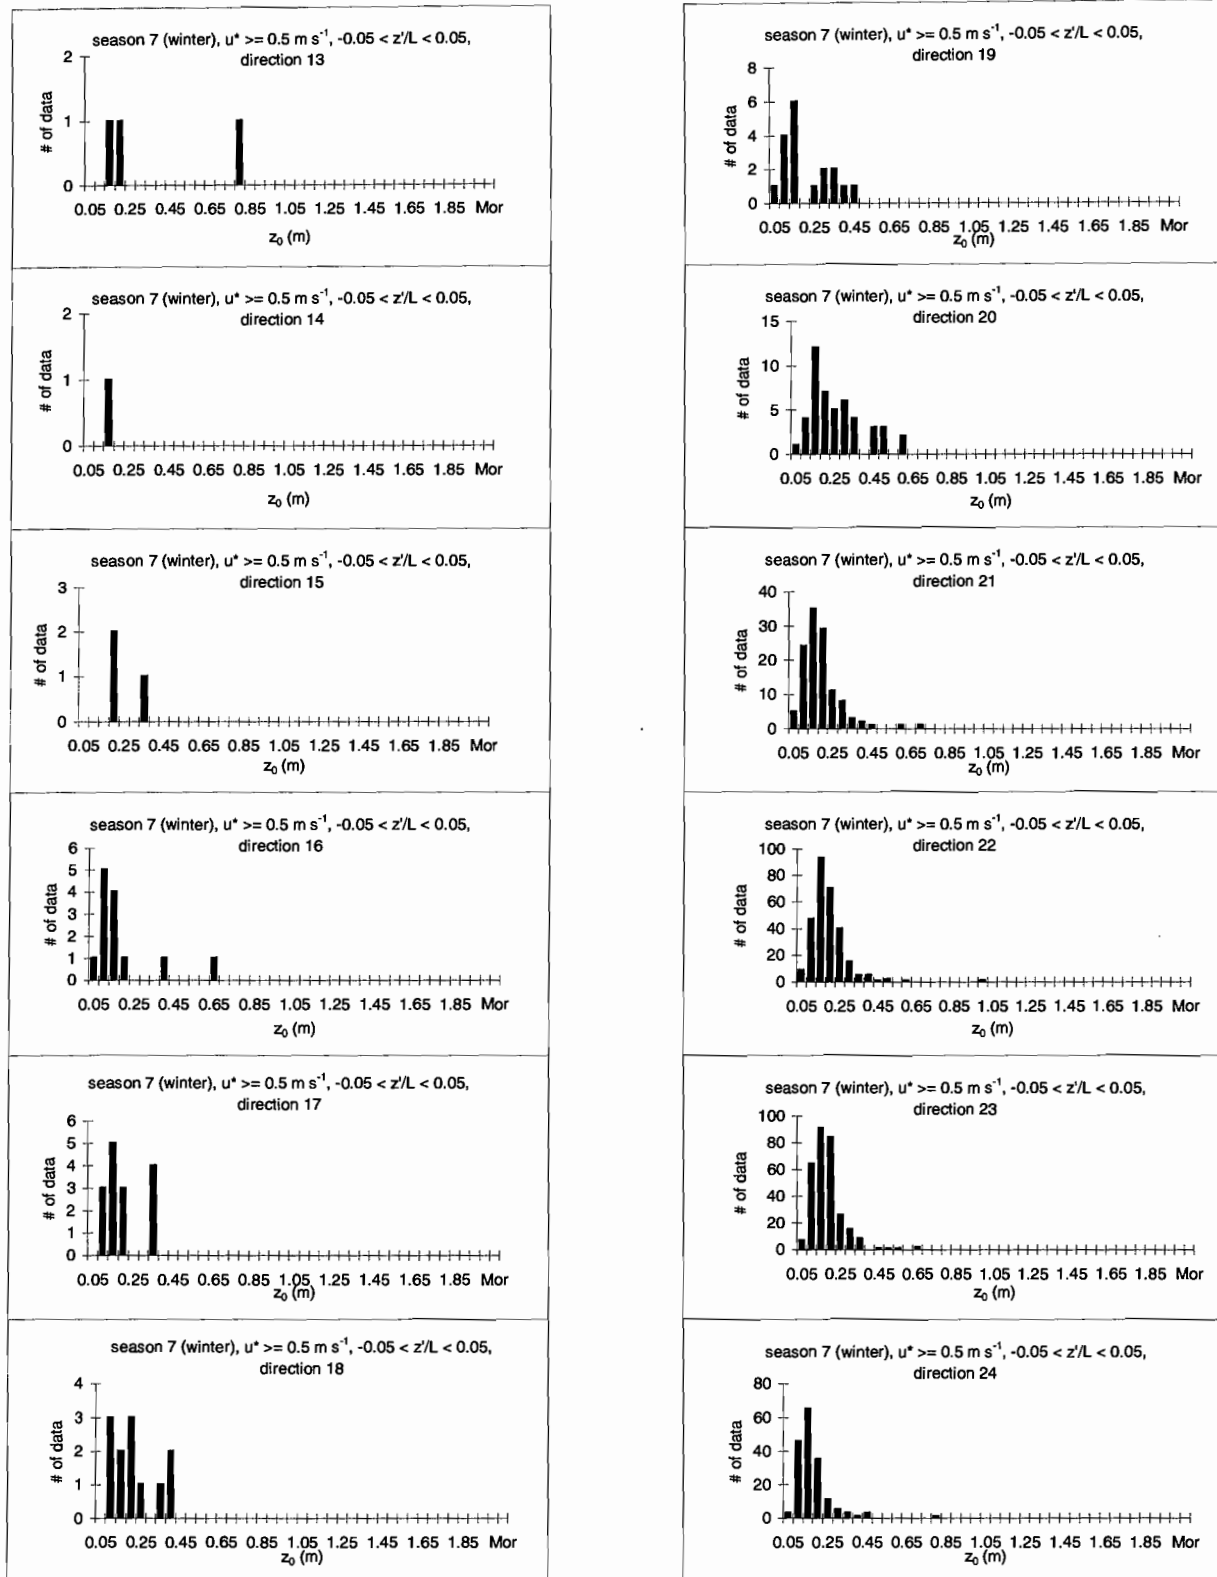 season 7 (winter), u* >= 0.5 m s⁻¹, -0.05 < z'/L < 0.05,
direction 13
2
1
0
# of data
0.05 0.25 0.45 0.65 0.85 1.05 1.25 1.45 1.65 1.85 Mor
z₀ (m)
season 7 (winter), u* >= 0.5 m s⁻¹, -0.05 < z'/L < 0.05,
direction 14
2
1
0
# of data
0.05 0.25 0.45 0.65 0.85 1.05 1.25 1.45 1.65 1.85 Mor
z₀ (m)
season 7 (winter), u* >= 0.5 m s⁻¹, -0.05 < z'/L < 0.05,
direction 15
3
2
1
0
# of data
0.05 0.25 0.45 0.65 0.85 1.05 1.25 1.45 1.65 1.85 Mor
z₀ (m)
season 7 (winter), u* >= 0.5 m s⁻¹, -0.05 < z'/L < 0.05,
direction 16
6
5
4
3
2
1
0
# of data
0.05 0.25 0.45 0.65 0.85 1.05 1.25 1.45 1.65 1.85 Mor
z₀ (m)
season 7 (winter), u* >= 0.5 m s⁻¹, -0.05 < z'/L < 0.05,
direction 17
6
5
4
3
2
1
0
# of data
0.05 0.25 0.45 0.65 0.85 1.05 1.25 1.45 1.65 1.85 Mor
z₀ (m)
season 7 (winter), u* >= 0.5 m s⁻¹, -0.05 < z'/L < 0.05,
direction 18
4
3
2
1
0
# of data
0.05 0.25 0.45 0.65 0.85 1.05 1.25 1.45 1.65 1.85 Mor
z₀ (m)
season 7 (winter), u* >= 0.5 m s⁻¹, -0.05 < z'/L < 0.05,
direction 19
8
6
4
2
0
# of data
0.05 0.25 0.45 0.65 0.85 1.05 1.25 1.45 1.65 1.85 Mor
z₀ (m)
season 7 (winter), u* >= 0.5 m s⁻¹, -0.05 < z'/L < 0.05,
direction 20
15
10
5
0
# of data
0.05 0.25 0.45 0.65 0.85 1.05 1.25 1.45 1.65 1.85 Mor
z₀ (m)
season 7 (winter), u* >= 0.5 m s⁻¹, -0.05 < z'/L < 0.05,
direction 21
40
30
20
10
0
# of data
0.05 0.25 0.45 0.65 0.85 1.05 1.25 1.45 1.65 1.85 Mor
z₀ (m)
season 7 (winter), u* >= 0.5 m s⁻¹, -0.05 < z'/L < 0.05,
direction 22
100
80
60
40
20
0
# of data
0.05 0.25 0.45 0.65 0.85 1.05 1.25 1.45 1.65 1.85 Mor
z₀ (m)
season 7 (winter), u* >= 0.5 m s⁻¹, -0.05 < z'/L < 0.05,
direction 23
100
80
60
40
20
0
# of data
0.05 0.25 0.45 0.65 0.85 1.05 1.25 1.45 1.65 1.85 Mor
z₀ (m)
season 7 (winter), u* >= 0.5 m s⁻¹, -0.05 < z'/L < 0.05,
direction 24
80
60
40
20
0
# of data
0.05 0.25 0.45 0.65 0.85 1.05 1.25 1.45 1.65 1.85 Mor
z₀ (m)